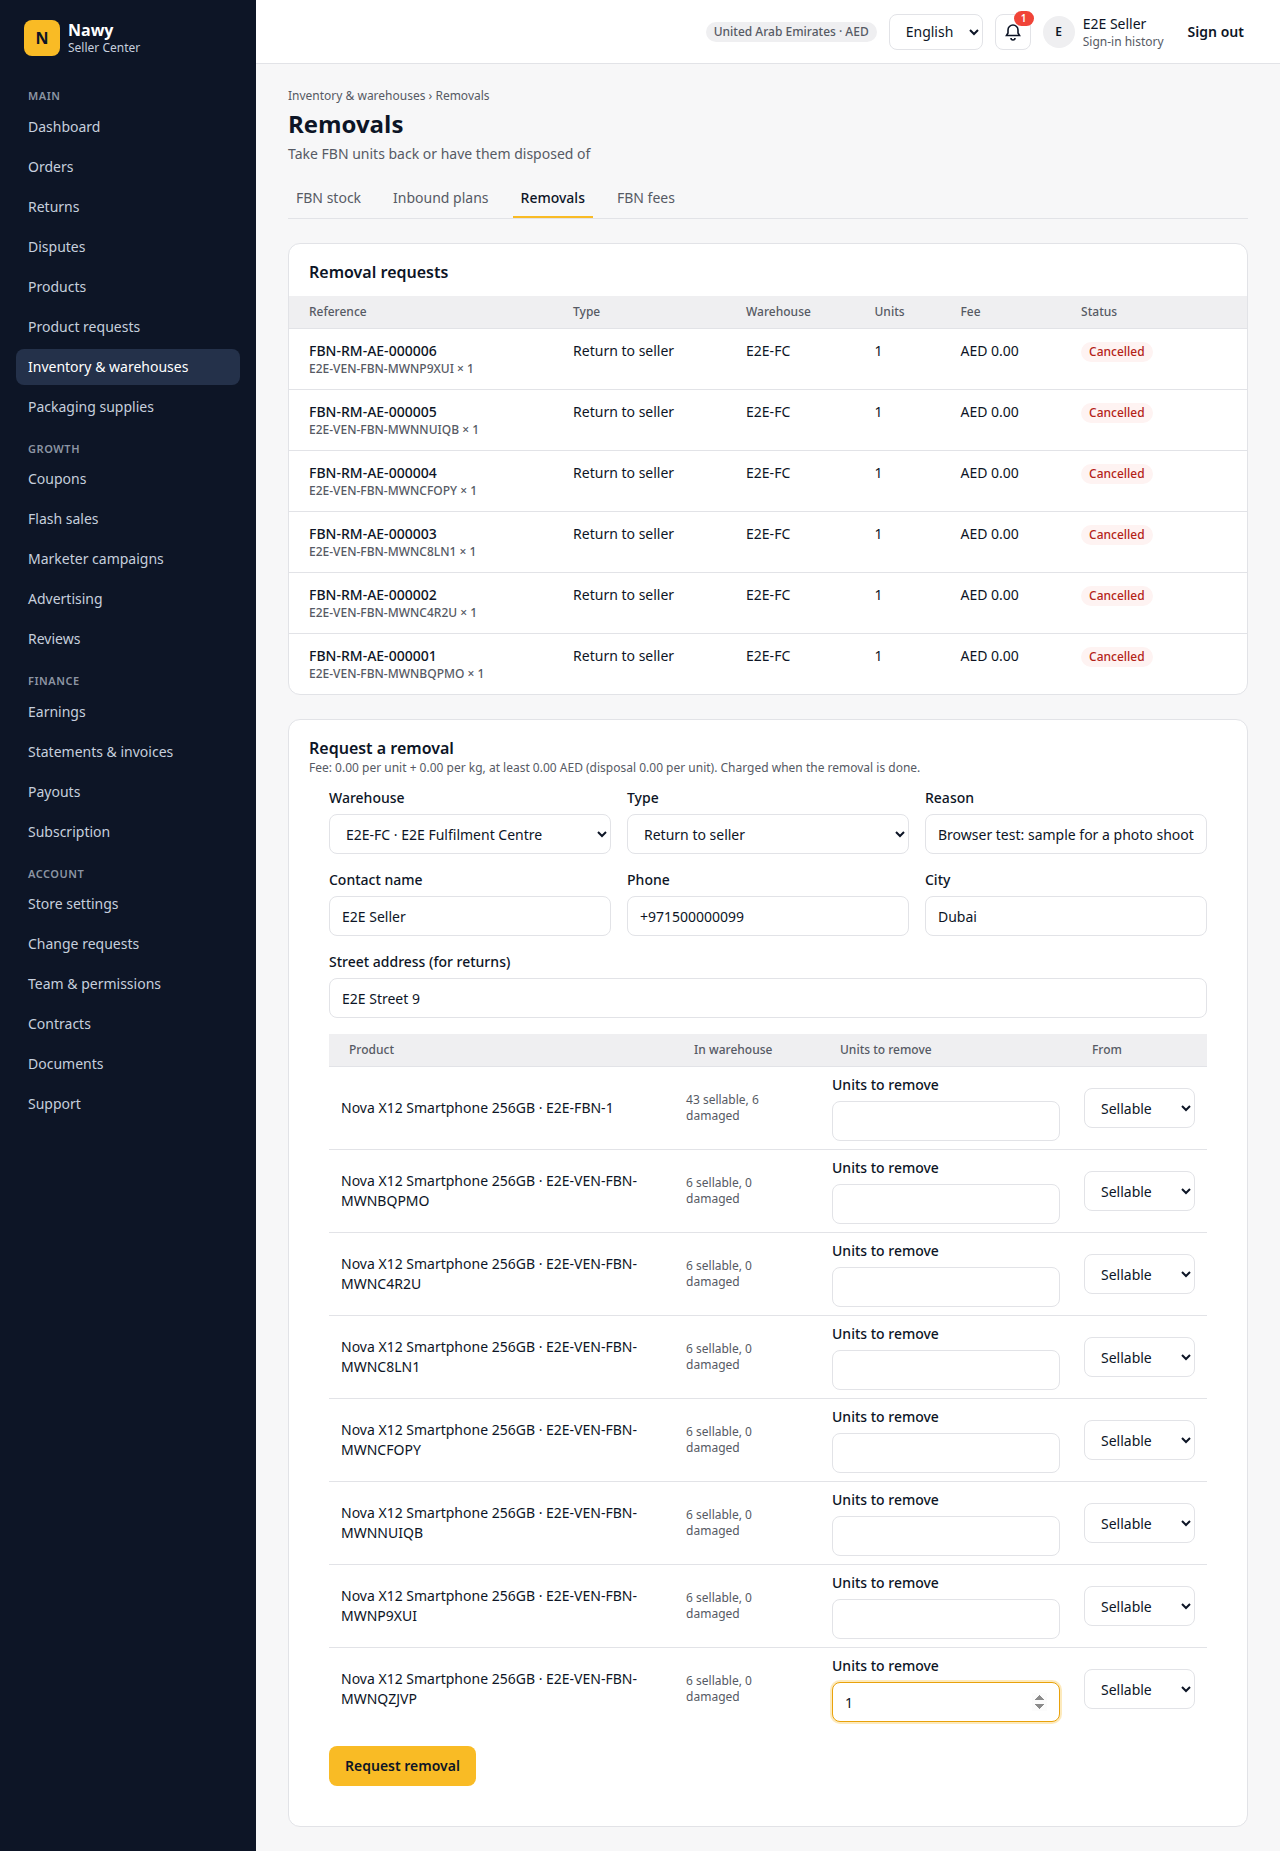 N
Nawy
Seller Center
United Arab Emirates · AED
English
1
E
E2E Seller
Sign-in history
Sign out
MAIN
Dashboard
Orders
Returns
Disputes
Products
Product requests
Inventory & warehouses
Packaging supplies
GROWTH
Coupons
Flash sales
Marketer campaigns
Advertising
Reviews
FINANCE
Earnings
Statements & invoices
Payouts
Subscription
ACCOUNT
Store settings
Change requests
Team & permissions
Contracts
Documents
Support
Inventory & warehouses › Removals
Removals
Take FBN units back or have them disposed of
FBN stock Inbound plans Removals FBN fees
Removal requests
Reference Type Warehouse Units Fee Status
FBN-RM-AE-000006 Return to seller E2E-FC 1 AED 0.00 Cancelled
E2E-VEN-FBN-MWNP9XUI × 1
FBN-RM-AE-000005 Return to seller E2E-FC 1 AED 0.00 Cancelled
E2E-VEN-FBN-MWNNUIQB × 1
FBN-RM-AE-000004 Return to seller E2E-FC 1 AED 0.00 Cancelled
E2E-VEN-FBN-MWNCFOPY × 1
FBN-RM-AE-000003 Return to seller E2E-FC 1 AED 0.00 Cancelled
E2E-VEN-FBN-MWNC8LN1 × 1
FBN-RM-AE-000002 Return to seller E2E-FC 1 AED 0.00 Cancelled
E2E-VEN-FBN-MWNC4R2U × 1
FBN-RM-AE-000001 Return to seller E2E-FC 1 AED 0.00 Cancelled
E2E-VEN-FBN-MWNBQPMO × 1
Request a removal
Fee: 0.00 per unit + 0.00 per kg, at least 0.00 AED (disposal 0.00 per unit). Charged when the removal is done.
Warehouse Type Reason
E2E-FC · E2E Fulfilment Centre Return to seller Browser test: sample for a photo shoot
Contact name Phone City
E2E Seller +971500000099 Dubai
Street address (for returns)
E2E Street 9
Product In warehouse Units to remove From
Units to remove
Nova X12 Smartphone 256GB · E2E-FBN-1 43 sellable, 6 damaged Sellable
Units to remove
Nova X12 Smartphone 256GB · E2E-VEN-FBN- 6 sellable, 0 Sellable
MWNBQPMO damaged
Units to remove
Nova X12 Smartphone 256GB · E2E-VEN-FBN- 6 sellable, 0 Sellable
MWNC4R2U damaged
Units to remove
Nova X12 Smartphone 256GB · E2E-VEN-FBN- 6 sellable, 0 Sellable
MWNC8LN1 damaged
Units to remove
Nova X12 Smartphone 256GB · E2E-VEN-FBN- 6 sellable, 0 Sellable
MWNCFOPY damaged
Units to remove
Nova X12 Smartphone 256GB · E2E-VEN-FBN- 6 sellable, 0 Sellable
MWNNUIQB damaged
Units to remove
Nova X12 Smartphone 256GB · E2E-VEN-FBN- 6 sellable, 0 Sellable
MWNP9XUI damaged
Units to remove
Nova X12 Smartphone 256GB · E2E-VEN-FBN- 6 sellable, 0 1 Sellable
MWNQZJVP damaged
Request removal